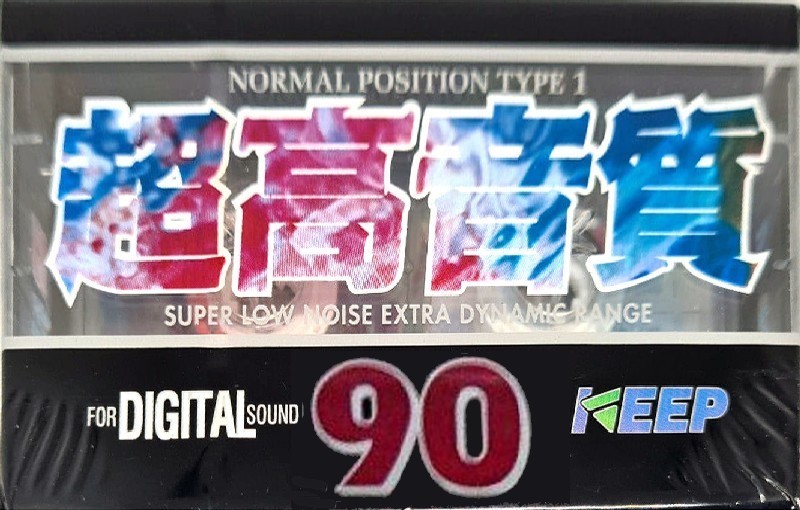 NORMAL POSITION TYPE 1
超高音質
SUPER LOW NOISE EXTRA DYNAMIC RANGE
FOR DIGITAL SOUND
90
KEEP